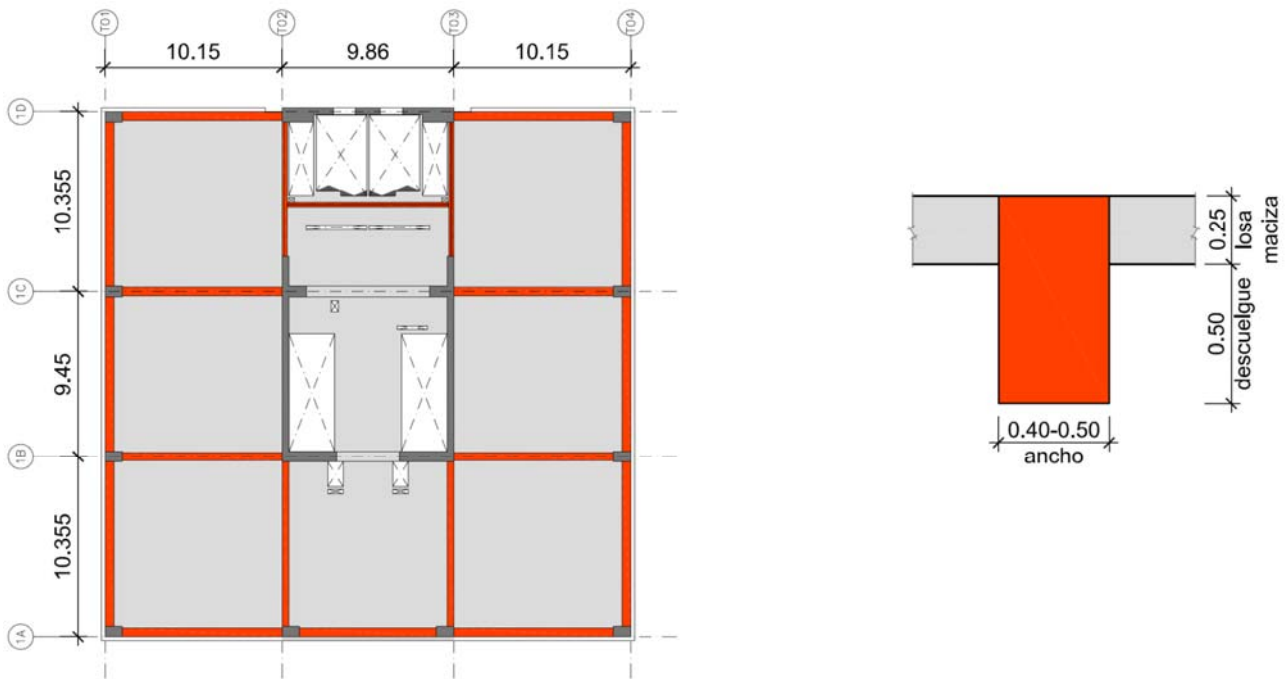 T01
T02
T03
T04
10.15
9.86
10.15
1D
10.355
1C
9.45
1B
10.355
1A
0.25
losa
maciza
0.50
descuelgue
0.40-0.50
ancho